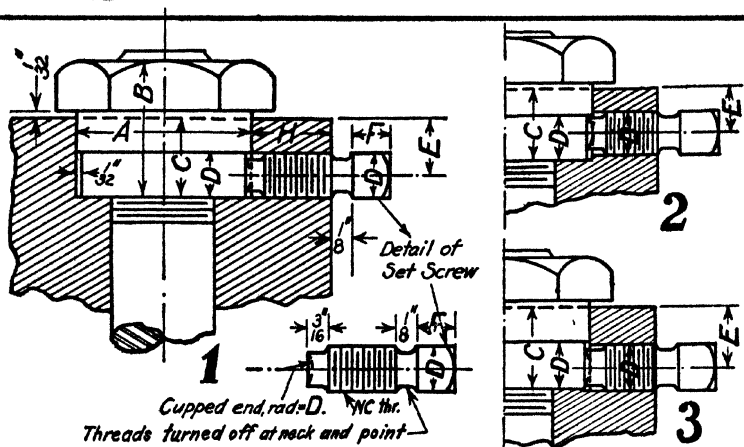 1/32"
B
A
H
F
C
D
E
1/32"
D
1/8"
Detail of
Set Screw
1
3/16"
1/8"
F
D
Cupped end, rad=D.
NC thr.
Threads turned off at neck and point
E
C
D
D
2
E
C
D
D
3